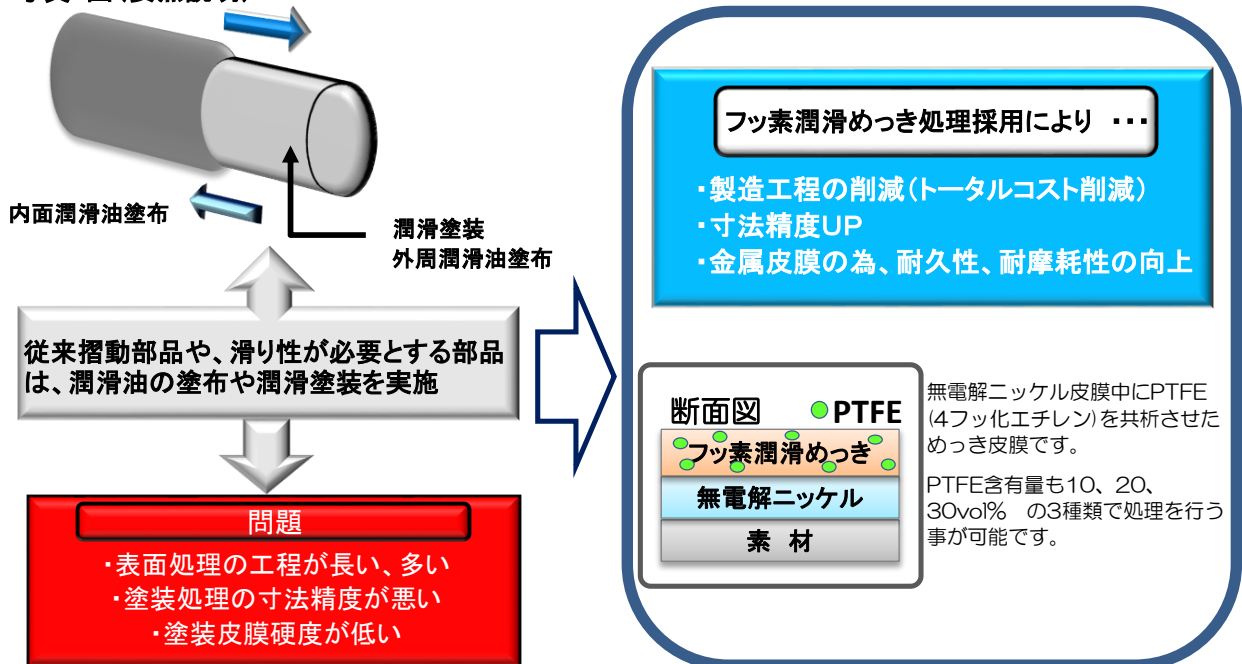 内面潤滑油塗布
潤滑塗装
外周潤滑油塗布
従来摺動部品や、滑り性が必要とする部品
は、潤滑油の塗布や潤滑塗装を実施
問題
・表面処理の工程が長い、多い
・塗装処理の寸法精度が悪い
・塗装皮膜硬度が低い
フッ素潤滑めっき処理採用により ・・・
・製造工程の削減(トータルコスト削減)
・寸法精度UP
・金属皮膜の為、耐久性、耐摩耗性の向上
断面図 PTFE
フッ素潤滑めっき
無電解ニッケル
素 材
無電解ニッケル皮膜中にPTFE
(4フッ化エチレン)を共析させた
めっき皮膜です。
PTFE含有量も10、20、
30vol% の3種類で処理を行う
事が可能です。